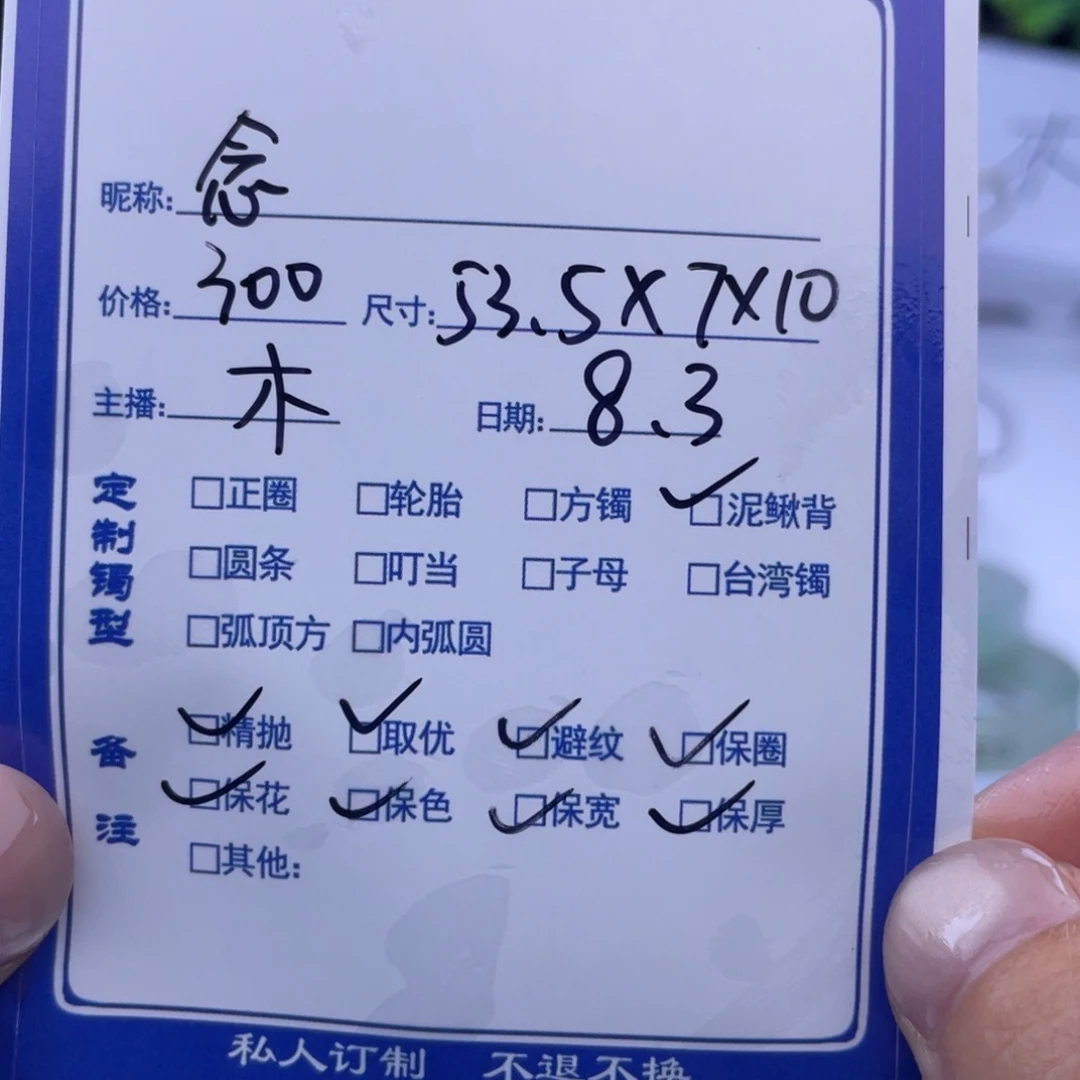 昵称: 念
价格: 300 尺寸: 53.5X7X10
主播: 木 日期: 8.3
定制镯型
□正圈 □轮胎 □方镯 ☑泥鳅背
□圆条 □叮当 □子母 □台湾镯
□弧顶方 □内弧圆
备注
☑精抛 ☑取优 ☑避纹 ☑保圈
☑保花 ☑保色 ☑保宽 ☑保厚
□其他:
私人订制 不退不换